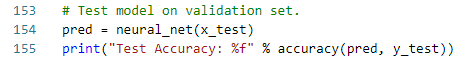 153 # Test model on validation set.
154 pred = neural_net(x_test)
155 print("Test Accuracy: %f" % accuracy(pred, y_test))